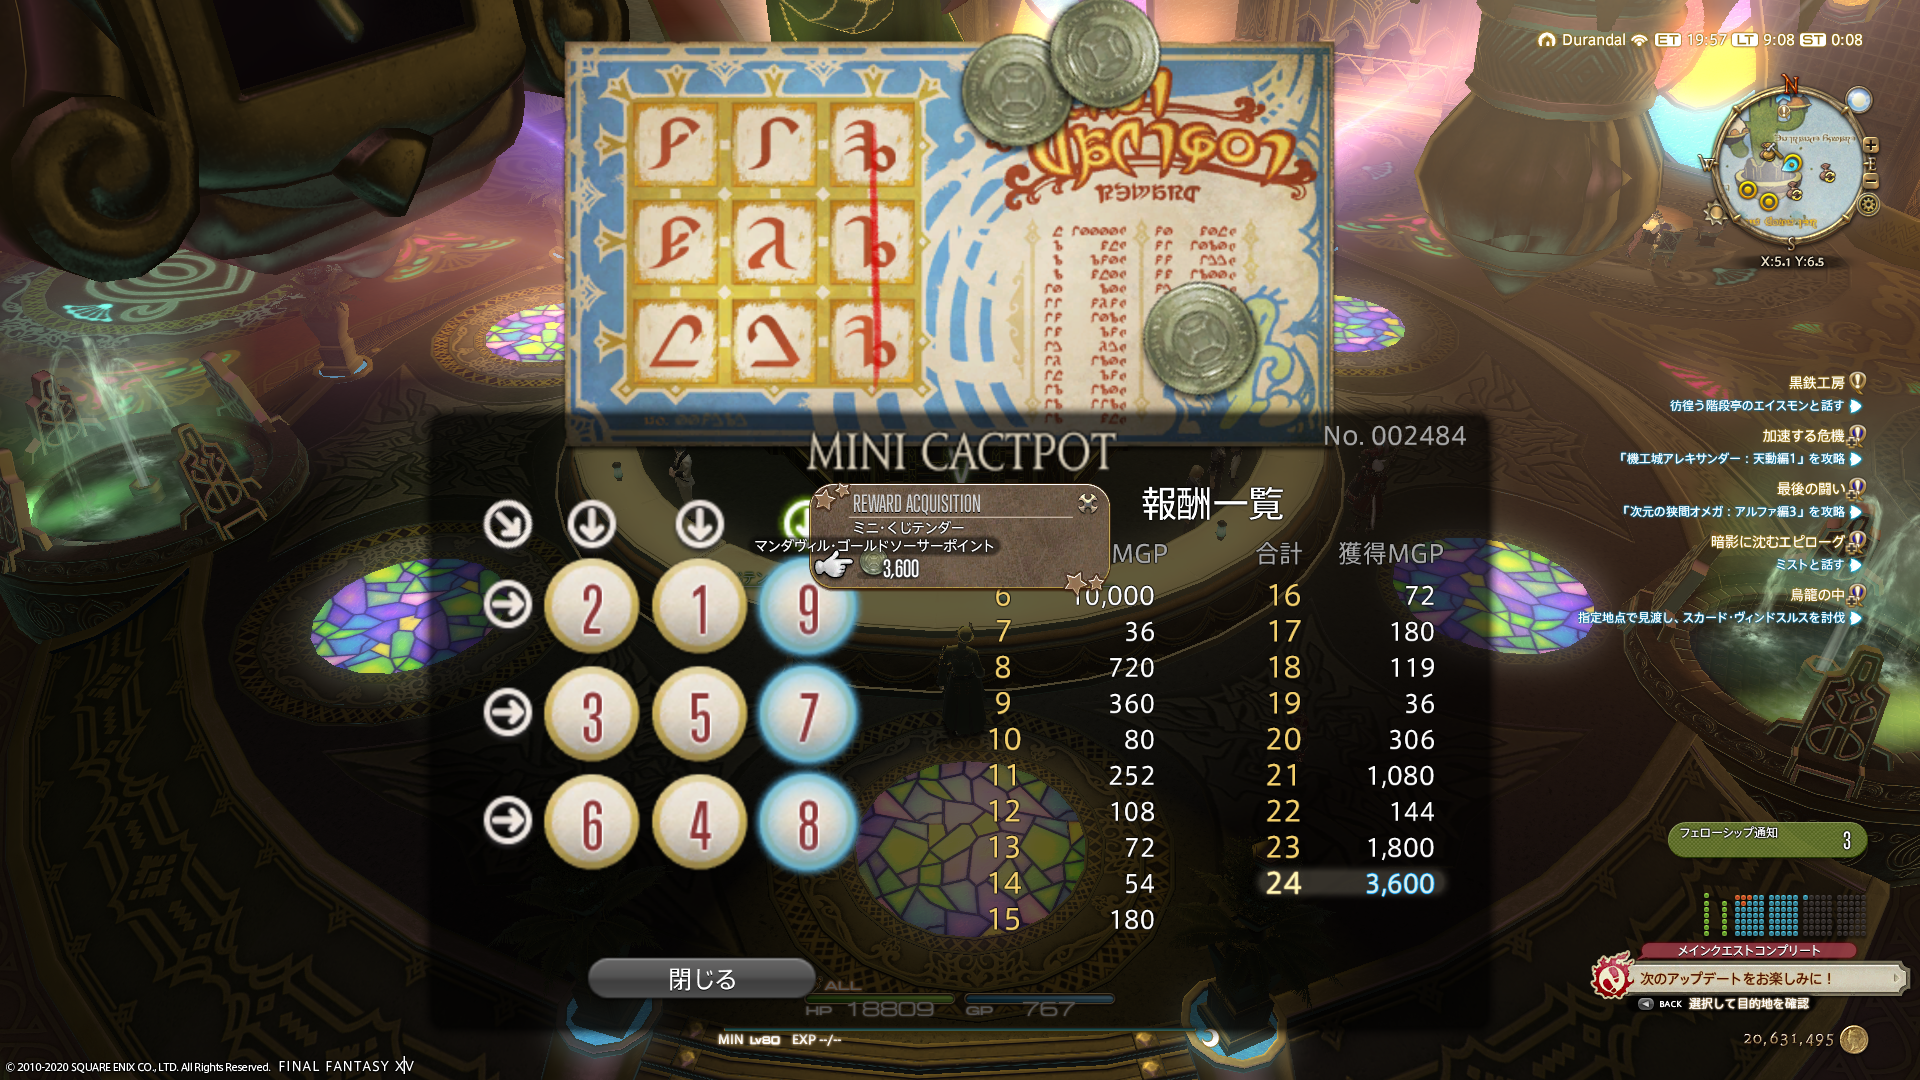 Durandal ET 19:57 LT 9:08 ST 0:08
N
W
E
S
X:5.1 Y:6.5
黒鉄工房
彷徨う階段亭のエイスモンと話す
加速する危機
「機工城アレキサンダー：天動編1」を攻略
最後の闘い
「次元の狭間オメガ：アルファ編3」を攻略
暗影に沈むエピローグ
ミストと話す
鳥籠の中
指定地点で見渡し、スカード・ヴィンドスルスを討伐
MINI CACTPOT
No. 002484
REWARD ACQUISITION
ミニ・くじテンダー
マンダヴィル・ゴールドソーサーポイント
3,600
報酬一覧
MGP 合計 獲得MGP
2 1 9
3 5 7
6 4 8
6 10,000 16 72
7 36 17 180
8 720 18 119
9 360 19 36
10 80 20 306
11 252 21 1,080
12 108 22 144
13 72 23 1,800
14 54 24 3,600
15 180
閉じる
ALL
HP 18809 GP 767
MIN Lv80 EXP --/--
フェローシップ通知 3
メインクエストコンプリート
次のアップデートをお楽しみに！
BACK 選択して目的地を確認
20,631,495
© 2010-2020 SQUARE ENIX CO., LTD. All Rights Reserved. FINAL FANTASY XIV